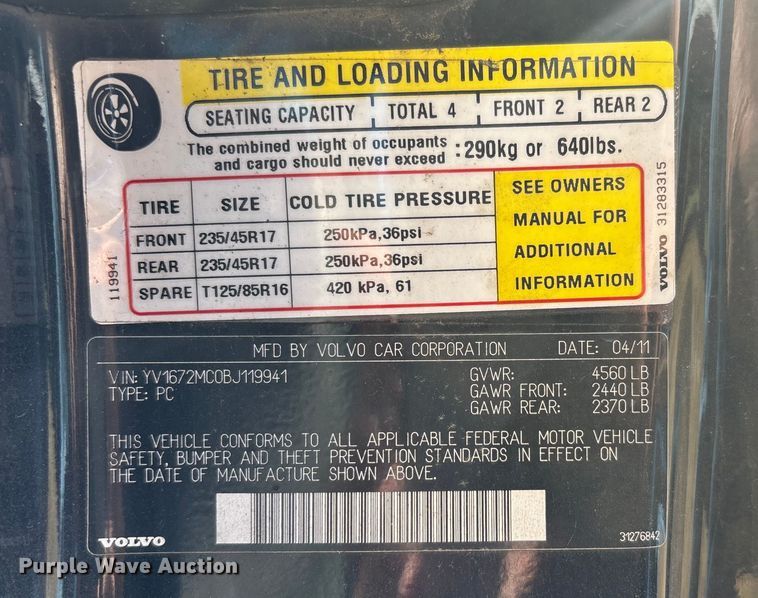 TIRE AND LOADING INFORMATION
SEATING CAPACITY TOTAL 4 FRONT 2 REAR 2
The combined weight of occupants and cargo should never exceed : 290kg or 640lbs.
TIRE SIZE COLD TIRE PRESSURE
FRONT 235/45R17 250kPa,36psi
REAR 235/45R17 250kPa,36psi
SPARE T125/85R16 420 kPa, 61
SEE OWNERS
MANUAL FOR
ADDITIONAL
INFORMATION
119941
VOLVO 31283315
MFD BY VOLVO CAR CORPORATION DATE: 04/11
VIN: YV1672MC0BJ119941 GVWR: 4560 LB
TYPE: PC GAWR FRONT: 2440 LB
GAWR REAR: 2370 LB
THIS VEHICLE CONFORMS TO ALL APPLICABLE FEDERAL MOTOR VEHICLE
SAFETY, BUMPER AND THEFT PREVENTION STANDARDS IN EFFECT ON
THE DATE OF MANUFACTURE SHOWN ABOVE.
VOLVO 31276842
Purple Wave Auction